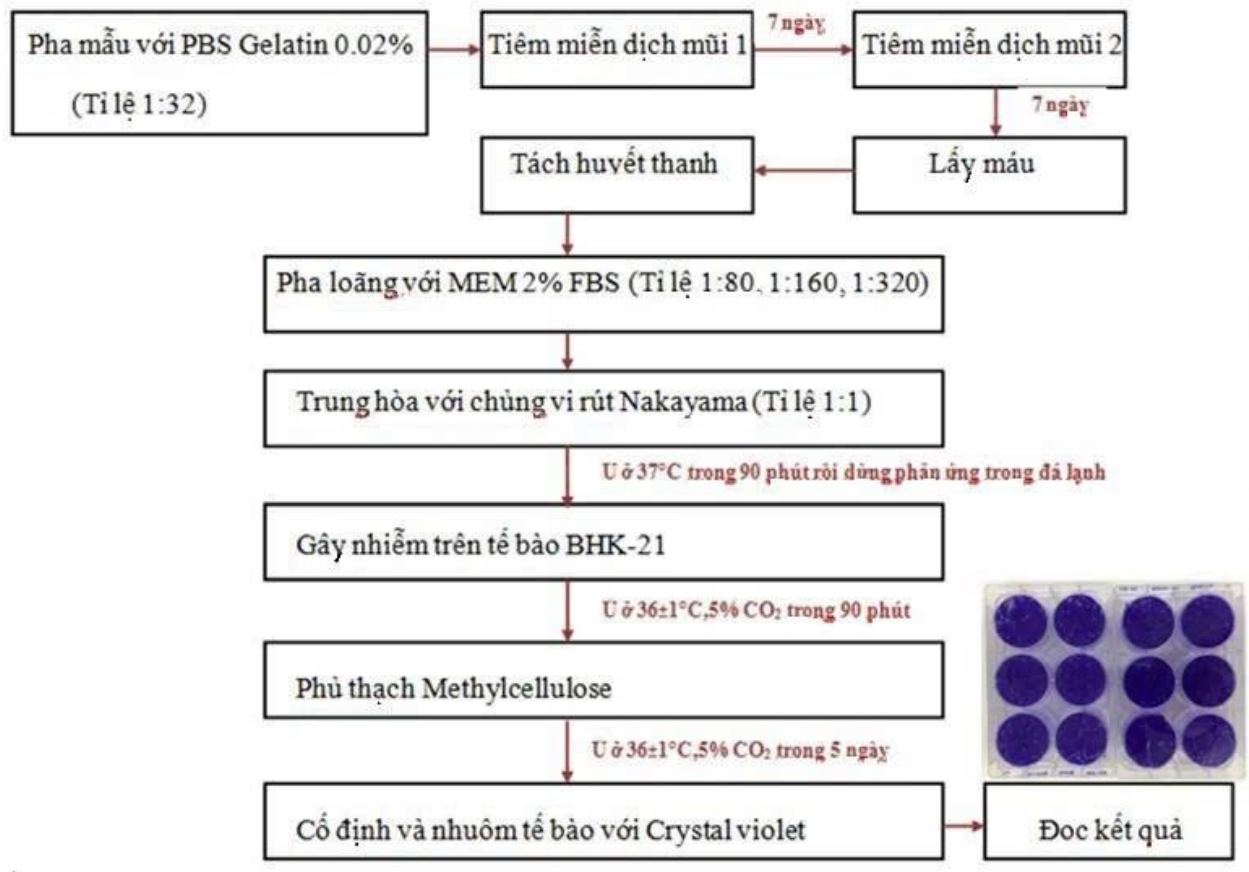 Pha mẫu với PBS Gelatin 0.02%
(Tỉ lệ 1:32)
Tiêm miễn dịch mũi 1
7 ngày
Tiêm miễn dịch mũi 2
7 ngày
Lấy máu
Tách huyết thanh
Pha loãng với MEM 2% FBS (Tỉ lệ 1:80, 1:160, 1:320)
Trung hòa với chủng vi rút Nakayama (Tỉ lệ 1:1)
Ủ ở 37°C trong 90 phút rồi dừng phản ứng trong đá lạnh
Gây nhiễm trên tế bào BHK-21
Ủ ở 36±1°C,5% CO₂ trong 90 phút
Phủ thạch Methylcellulose
Ủ ở 36±1°C,5% CO₂ trong 5 ngày
Cố định và nhuôm tế bào với Crystal violet
Đoc kết quả